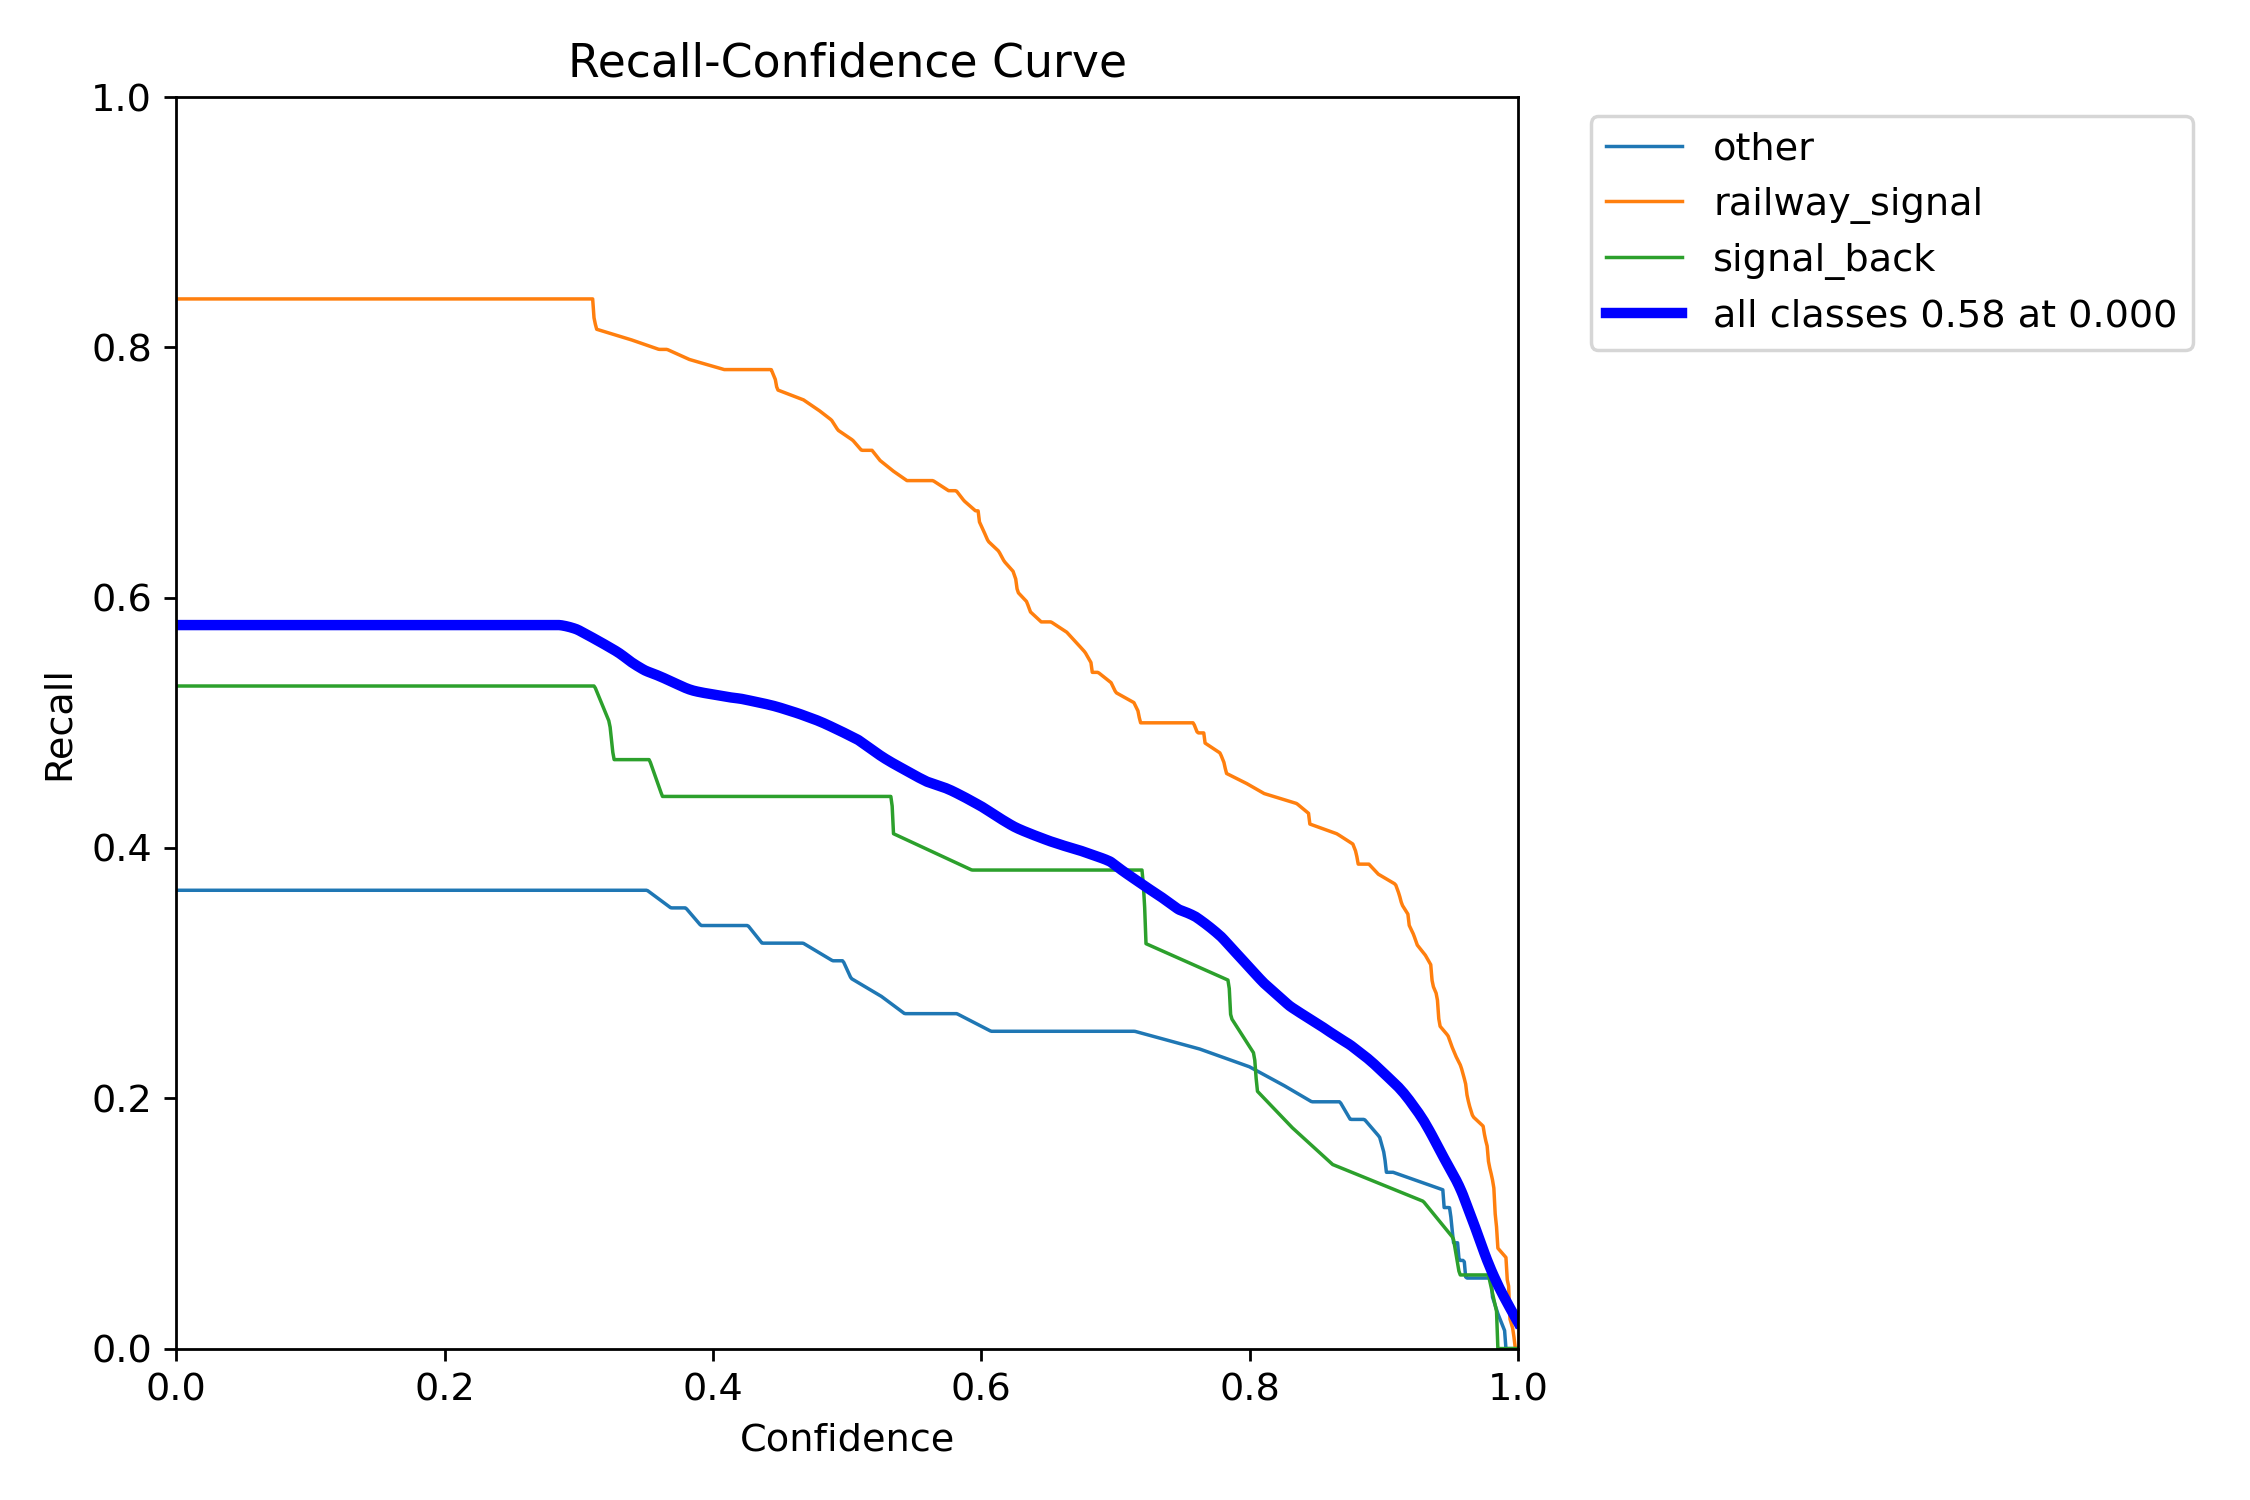 Recall-Confidence Curve
1.0
0.8
0.6
0.4
0.2
0.0
Recall
0.0 0.2 0.4 0.6 0.8 1.0
Confidence
other
railway_signal
signal_back
all classes 0.58 at 0.000